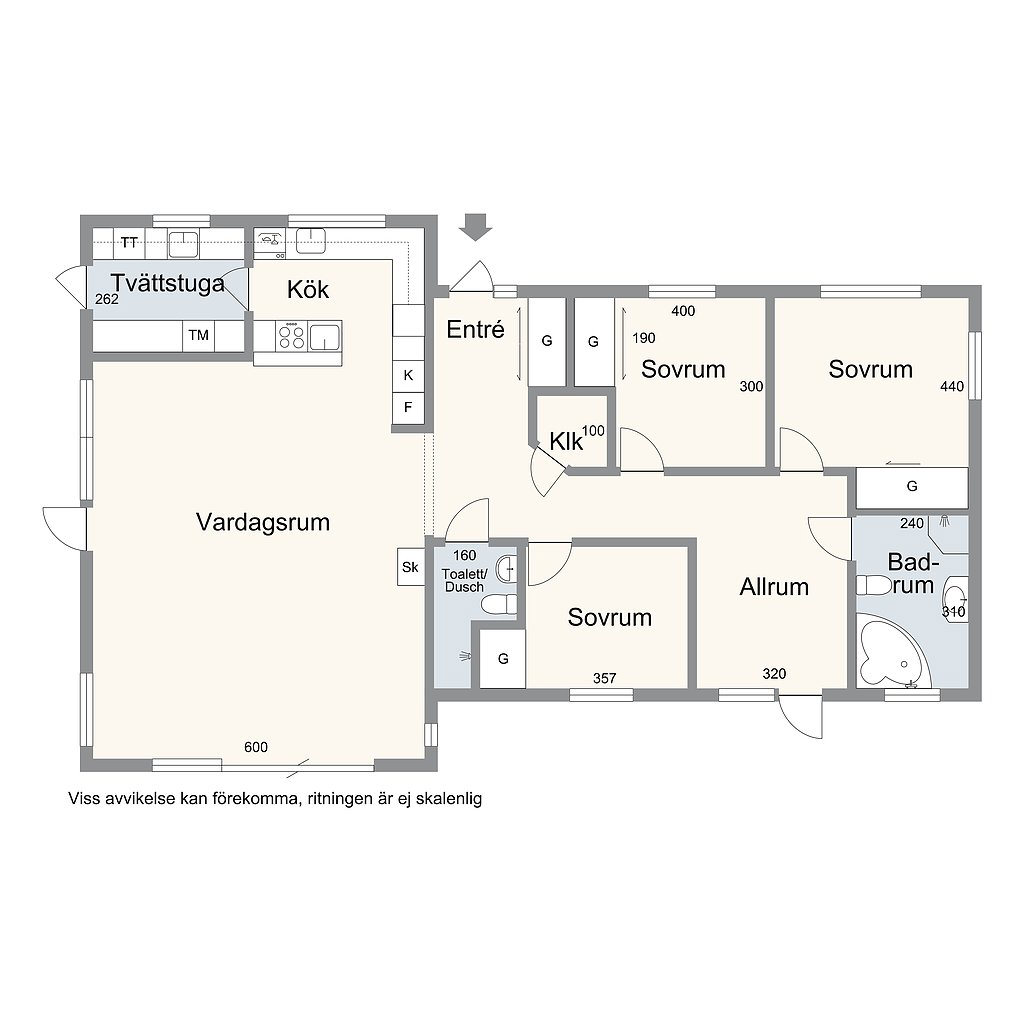 TT
Tvättstuga
262
TM
Kök
K
F
Entré
G
G
400
190
Sovrum
300
Sovrum
440
Klk
100
G
Vardagsrum
Sk
160
Toalett/
Dusch
G
Sovrum
357
Allrum
320
240
Bad-
rum
310
600
Viss avvikelse kan förekomma, ritningen är ej skalenlig